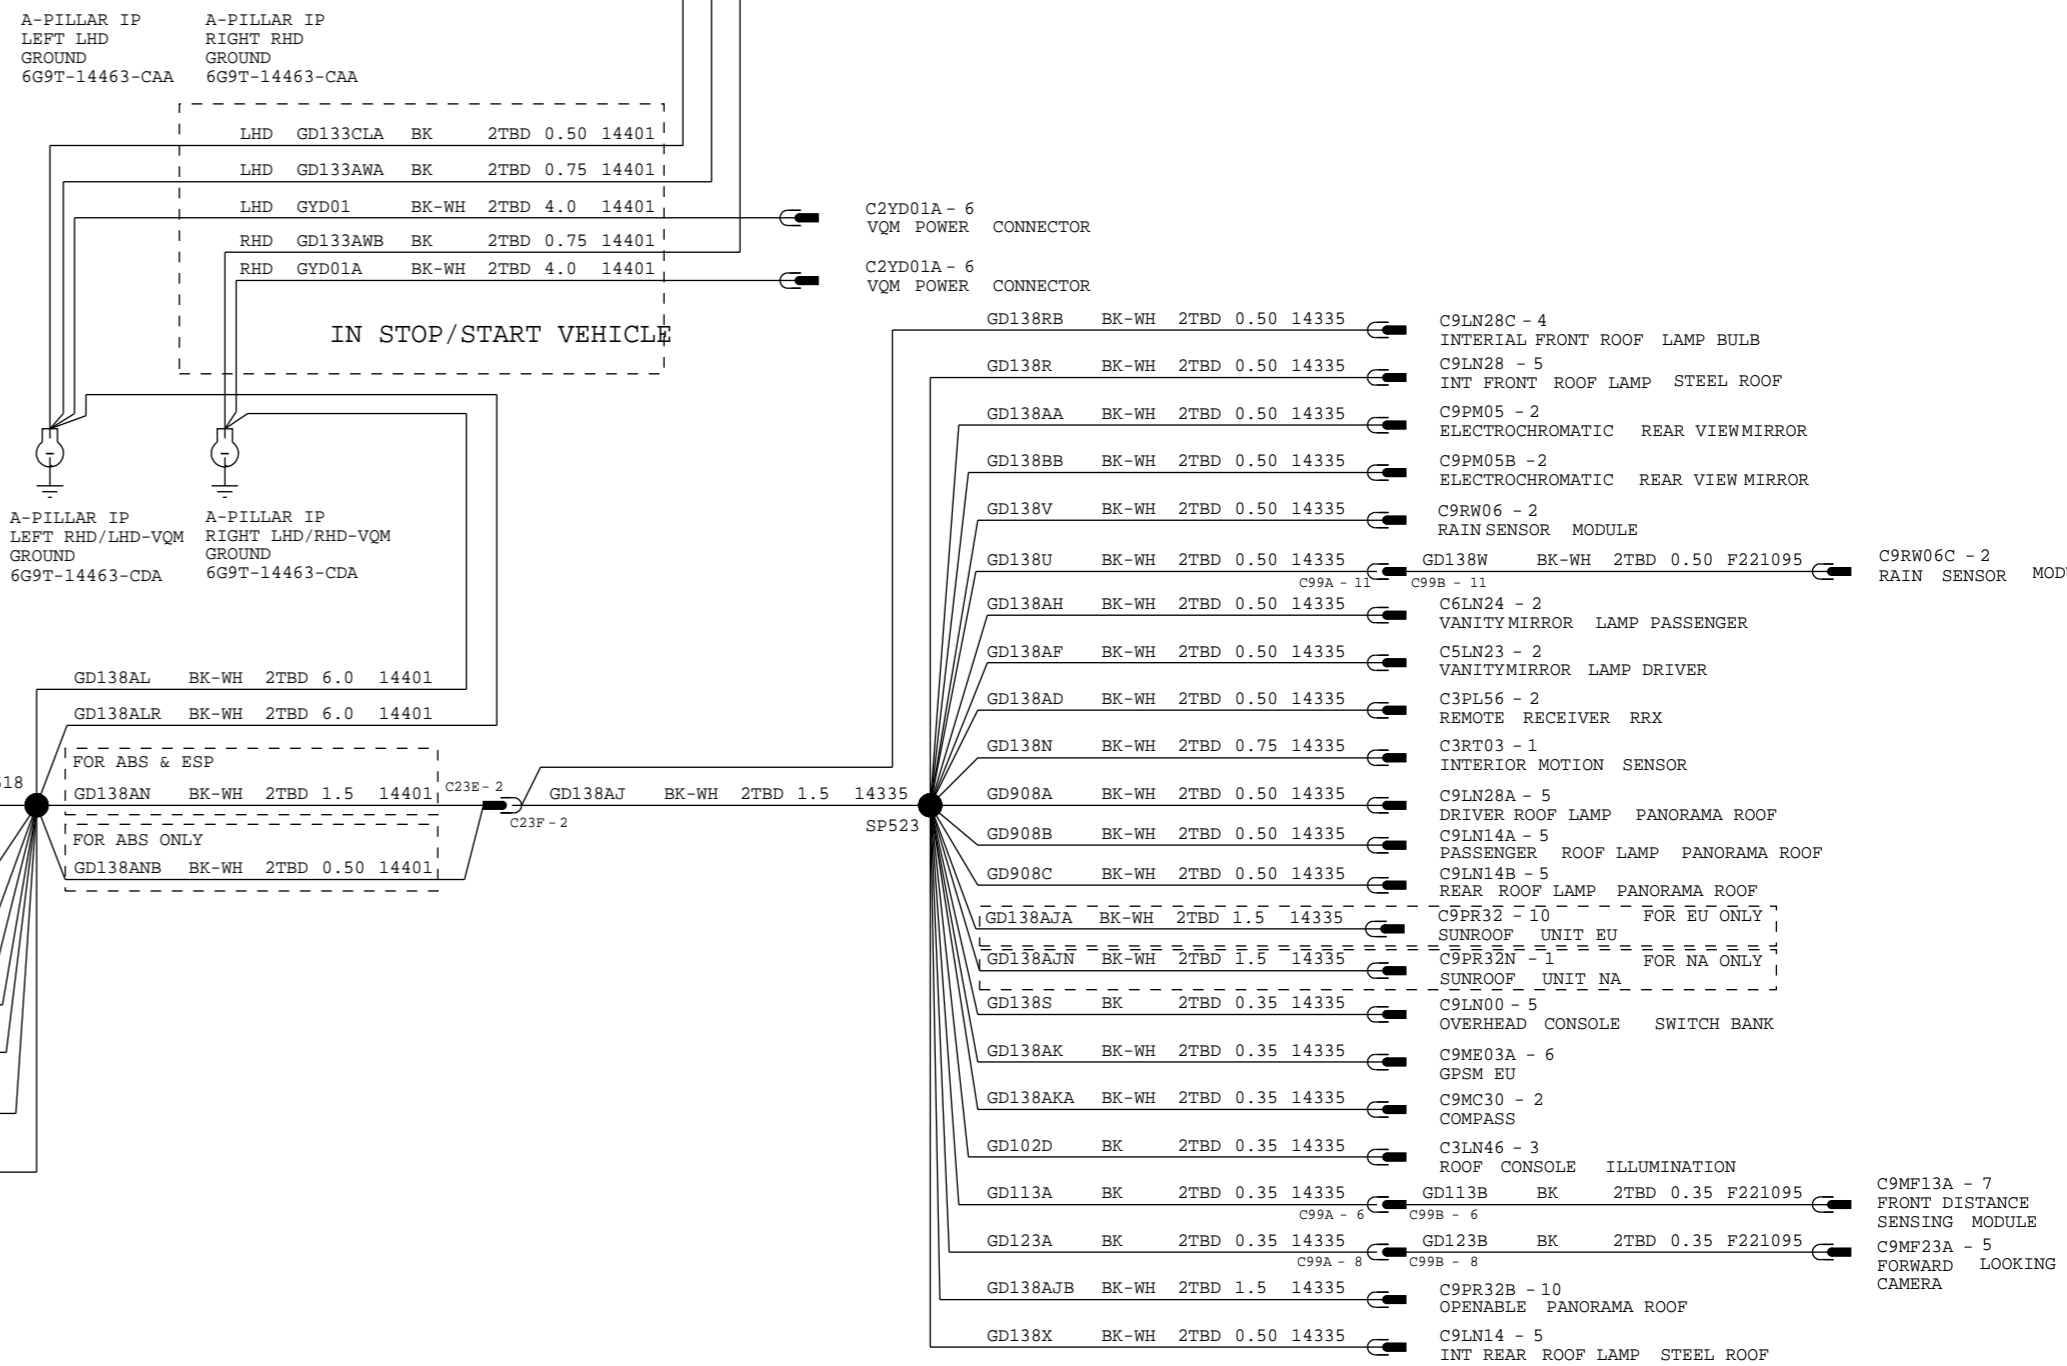 A-PILLAR IP
LEFT LHD
GROUND
6G9T-14463-CAA
A-PILLAR IP
RIGHT RHD
GROUND
6G9T-14463-CAA
LHD GD133CLA BK 2TBD 0.50 14401
LHD GD133AWA BK 2TBD 0.75 14401
LHD GYD01 BK-WH 2TBD 4.0 14401
RHD GD133AWB BK 2TBD 0.75 14401
RHD GYD01A BK-WH 2TBD 4.0 14401
IN STOP/START VEHICLE
C2YD01A - 6
VQM POWER CONNECTOR
C2YD01A - 6
VQM POWER CONNECTOR
A-PILLAR IP
LEFT RHD/LHD-VQM
GROUND
6G9T-14463-CDA
A-PILLAR IP
RIGHT LHD/RHD-VQM
GROUND
6G9T-14463-CDA
GD138AL BK-WH 2TBD 6.0 14401
GD138ALR BK-WH 2TBD 6.0 14401
FOR ABS & ESP
GD138AN BK-WH 2TBD 1.5 14401
FOR ABS ONLY
GD138ANB BK-WH 2TBD 0.50 14401
C23E - 2
C23F - 2
GD138AJ BK-WH 2TBD 1.5 14335
SP523
GD138RB BK-WH 2TBD 0.50 14335
C9LN28C - 4
INTERIAL FRONT ROOF LAMP BULB
GD138R BK-WH 2TBD 0.50 14335
C9LN28 - 5
INT FRONT ROOF LAMP STEEL ROOF
GD138AA BK-WH 2TBD 0.50 14335
C9PM05 - 2
ELECTROCHROMATIC REAR VIEW MIRROR
GD138BB BK-WH 2TBD 0.50 14335
C9PM05B -2
ELECTROCHROMATIC REAR VIEW MIRROR
GD138V BK-WH 2TBD 0.50 14335
C9RW06 - 2
RAIN SENSOR MODULE
GD138U BK-WH 2TBD 0.50 14335
C99A - 11
C99B - 11
GD138W BK-WH 2TBD 0.50 F221095
C9RW06C - 2
RAIN SENSOR
GD138AH BK-WH 2TBD 0.50 14335
C6LN24 - 2
VANITY MIRROR LAMP PASSENGER
GD138AF BK-WH 2TBD 0.50 14335
C5LN23 - 2
VANITY MIRROR LAMP DRIVER
GD138AD BK-WH 2TBD 0.50 14335
C3PL56 - 2
REMOTE RECEIVER RRX
GD138N BK-WH 2TBD 0.75 14335
C3RT03 - 1
INTERIOR MOTION SENSOR
GD908A BK-WH 2TBD 0.50 14335
C9LN28A - 5
DRIVER ROOF LAMP PANORAMA ROOF
GD908B BK-WH 2TBD 0.50 14335
C9LN14A - 5
PASSENGER ROOF LAMP PANORAMA ROOF
GD908C BK-WH 2TBD 0.50 14335
C9LN14B - 5
REAR ROOF LAMP PANORAMA ROOF
GD138AJA BK-WH 2TBD 1.5 14335
C9PR32 - 10 FOR EU ONLY
SUNROOF UNIT EU
GD138AJN BK-WH 2TBD 1.5 14335
C9PR32N - 1 FOR NA ONLY
SUNROOF UNIT NA
GD138S BK 2TBD 0.35 14335
C9LN00 - 5
OVERHEAD CONSOLE SWITCH BANK
GD138AK BK-WH 2TBD 0.35 14335
C9ME03A - 6
GPSM EU
GD138AKA BK-WH 2TBD 0.35 14335
C9MC30 - 2
COMPASS
GD102D BK 2TBD 0.35 14335
C3LN46 - 3
ROOF CONSOLE ILLUMINATION
GD113A BK 2TBD 0.35 14335
C99A - 6
C99B - 6
GD113B BK 2TBD 0.35 F221095
C9MF13A - 7
FRONT DISTANCE
SENSING MODULE
GD123A BK 2TBD 0.35 14335
C99A - 8
C99B - 8
GD123B BK 2TBD 0.35 F221095
C9MF23A - 5
FORWARD LOOKING
CAMERA
GD138AJB BK-WH 2TBD 1.5 14335
C9PR32B - 10
OPENABLE PANORAMA ROOF
GD138X BK-WH 2TBD 0.50 14335
C9LN14 - 5
INT REAR ROOF LAMP STEEL ROOF